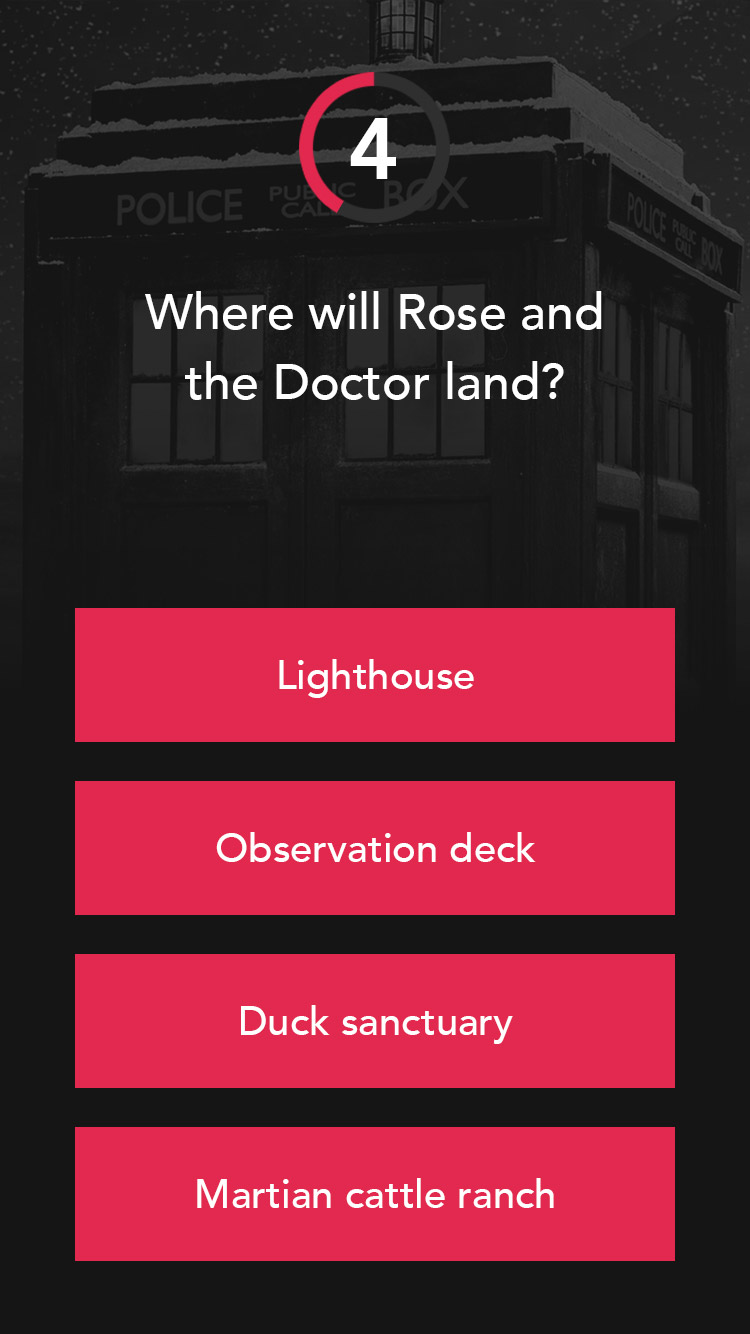 4
POLICE PUBLIC CALL BOX
POLICE PUBLIC CALL BOX
Where will Rose and
the Doctor land?
Lighthouse
Observation deck
Duck sanctuary
Martian cattle ranch